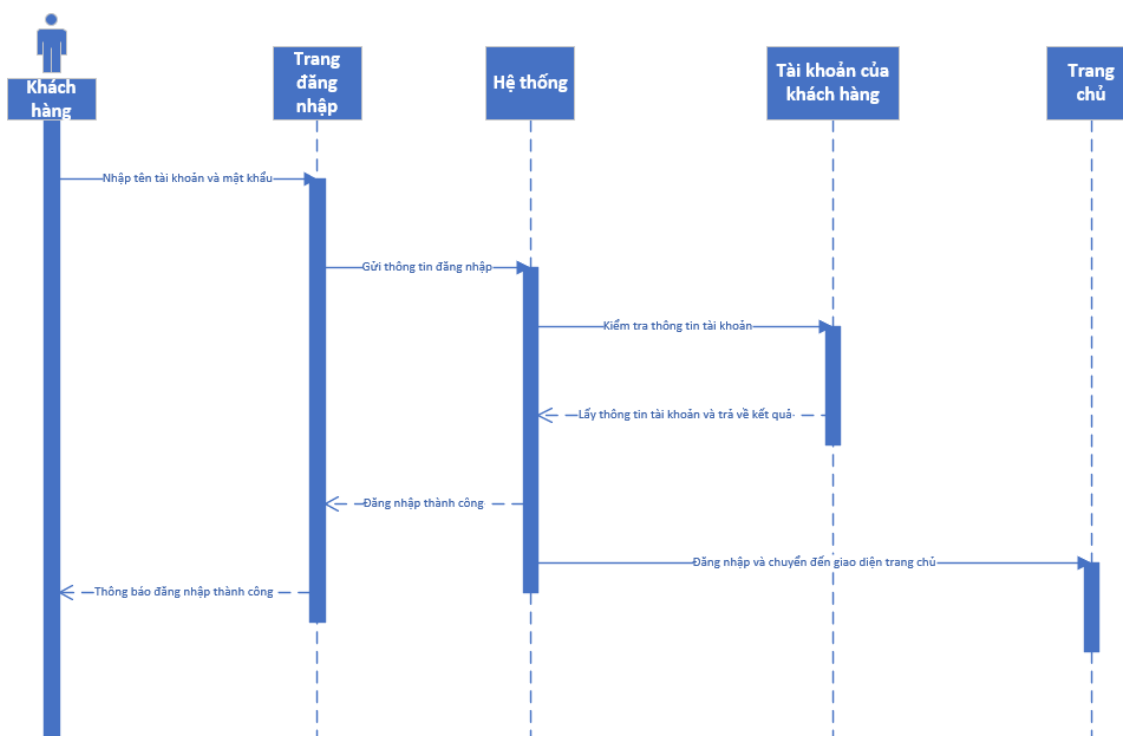 Khách
hàng
Trang
đăng
nhập
Hệ thống
Tài khoản của
khách hàng
Trang
chủ
Nhập tên tài khoản và mật khẩu
Gửi thông tin đăng nhập
Kiểm tra thông tin tài khoản
Lấy thông tin tài khoản và trả về kết quả
Đăng nhập thành công
Đăng nhập và chuyển đến giao diện trang chủ
Thông báo đăng nhập thành công